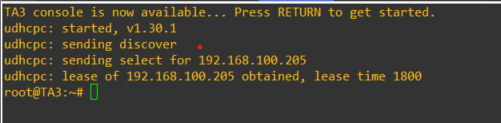 TA3 console is now available... Press RETURN to get started.
udhcpc: started, v1.30.1
udhcpc: sending discover
udhcpc: sending select for 192.168.100.205
udhcpc: lease of 192.168.100.205 obtained, lease time 1800
root@TA3:~#